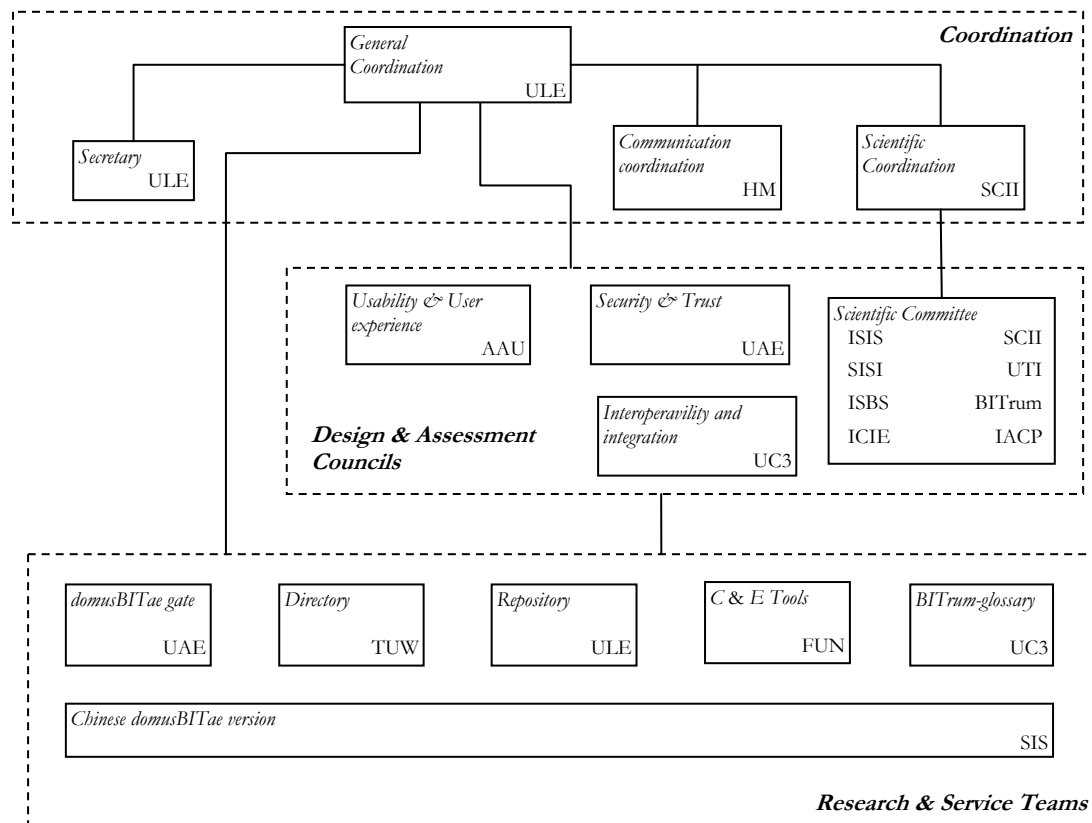 Coordination
General
Coordination
ULE
Secretary
ULE
Communication
coordination
HM
Scientific
Coordination
SCII
Usability & User
experience
AAU
Security & Trust
UAE
Scientific Committee
ISIS SCII
SISI UTI
ISBS BITrum
ICIE IACP
Interoperavility and
integration
UC3
Design & Assessment
Councils
domusBITae gate
UAE
Directory
TUW
Repository
ULE
C & E Tools
FUN
BITrum-glossary
UC3
Chinese domusBITae version
SIS
Research & Service Teams